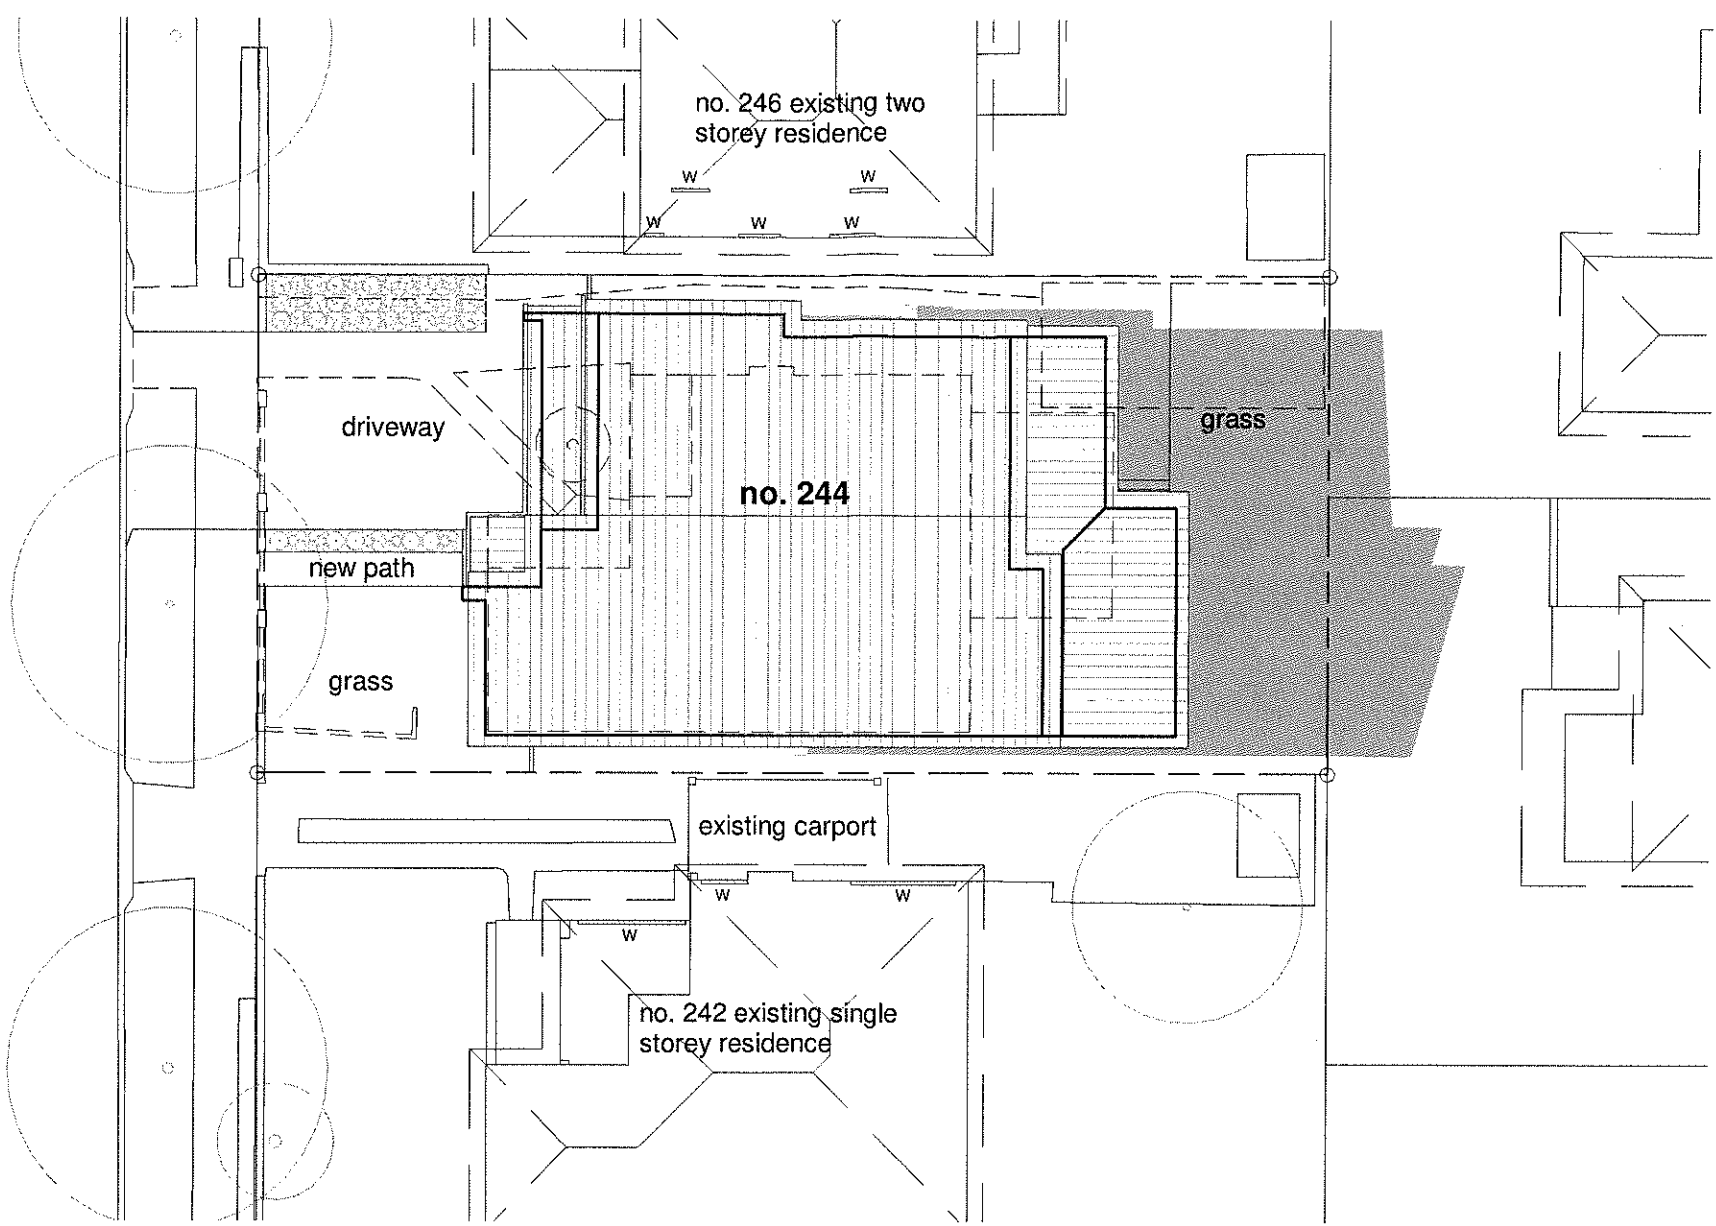 no. 246 existing two
storey residence
w
w
w
w
w
driveway
grass
no. 244
new path
grass
existing carport
w
w
w
no. 242 existing single
storey residence